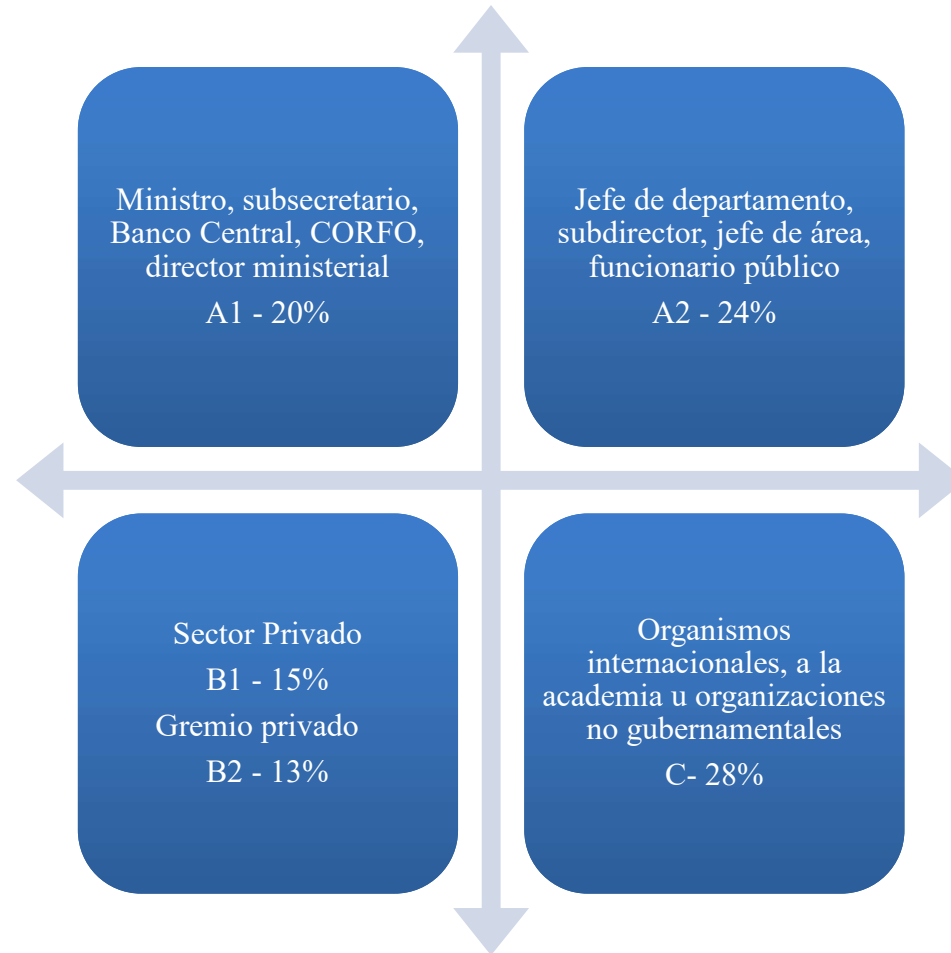 Ministro, subsecretario,
Banco Central, CORFO,
director ministerial
A1 - 20%
Jefe de departamento,
subdirector, jefe de área,
funcionario público
A2 - 24%
Sector Privado
B1 - 15%
Gremio privado
B2 - 13%
Organismos
internacionales, a la
academia u organizaciones
no gubernamentales
C- 28%